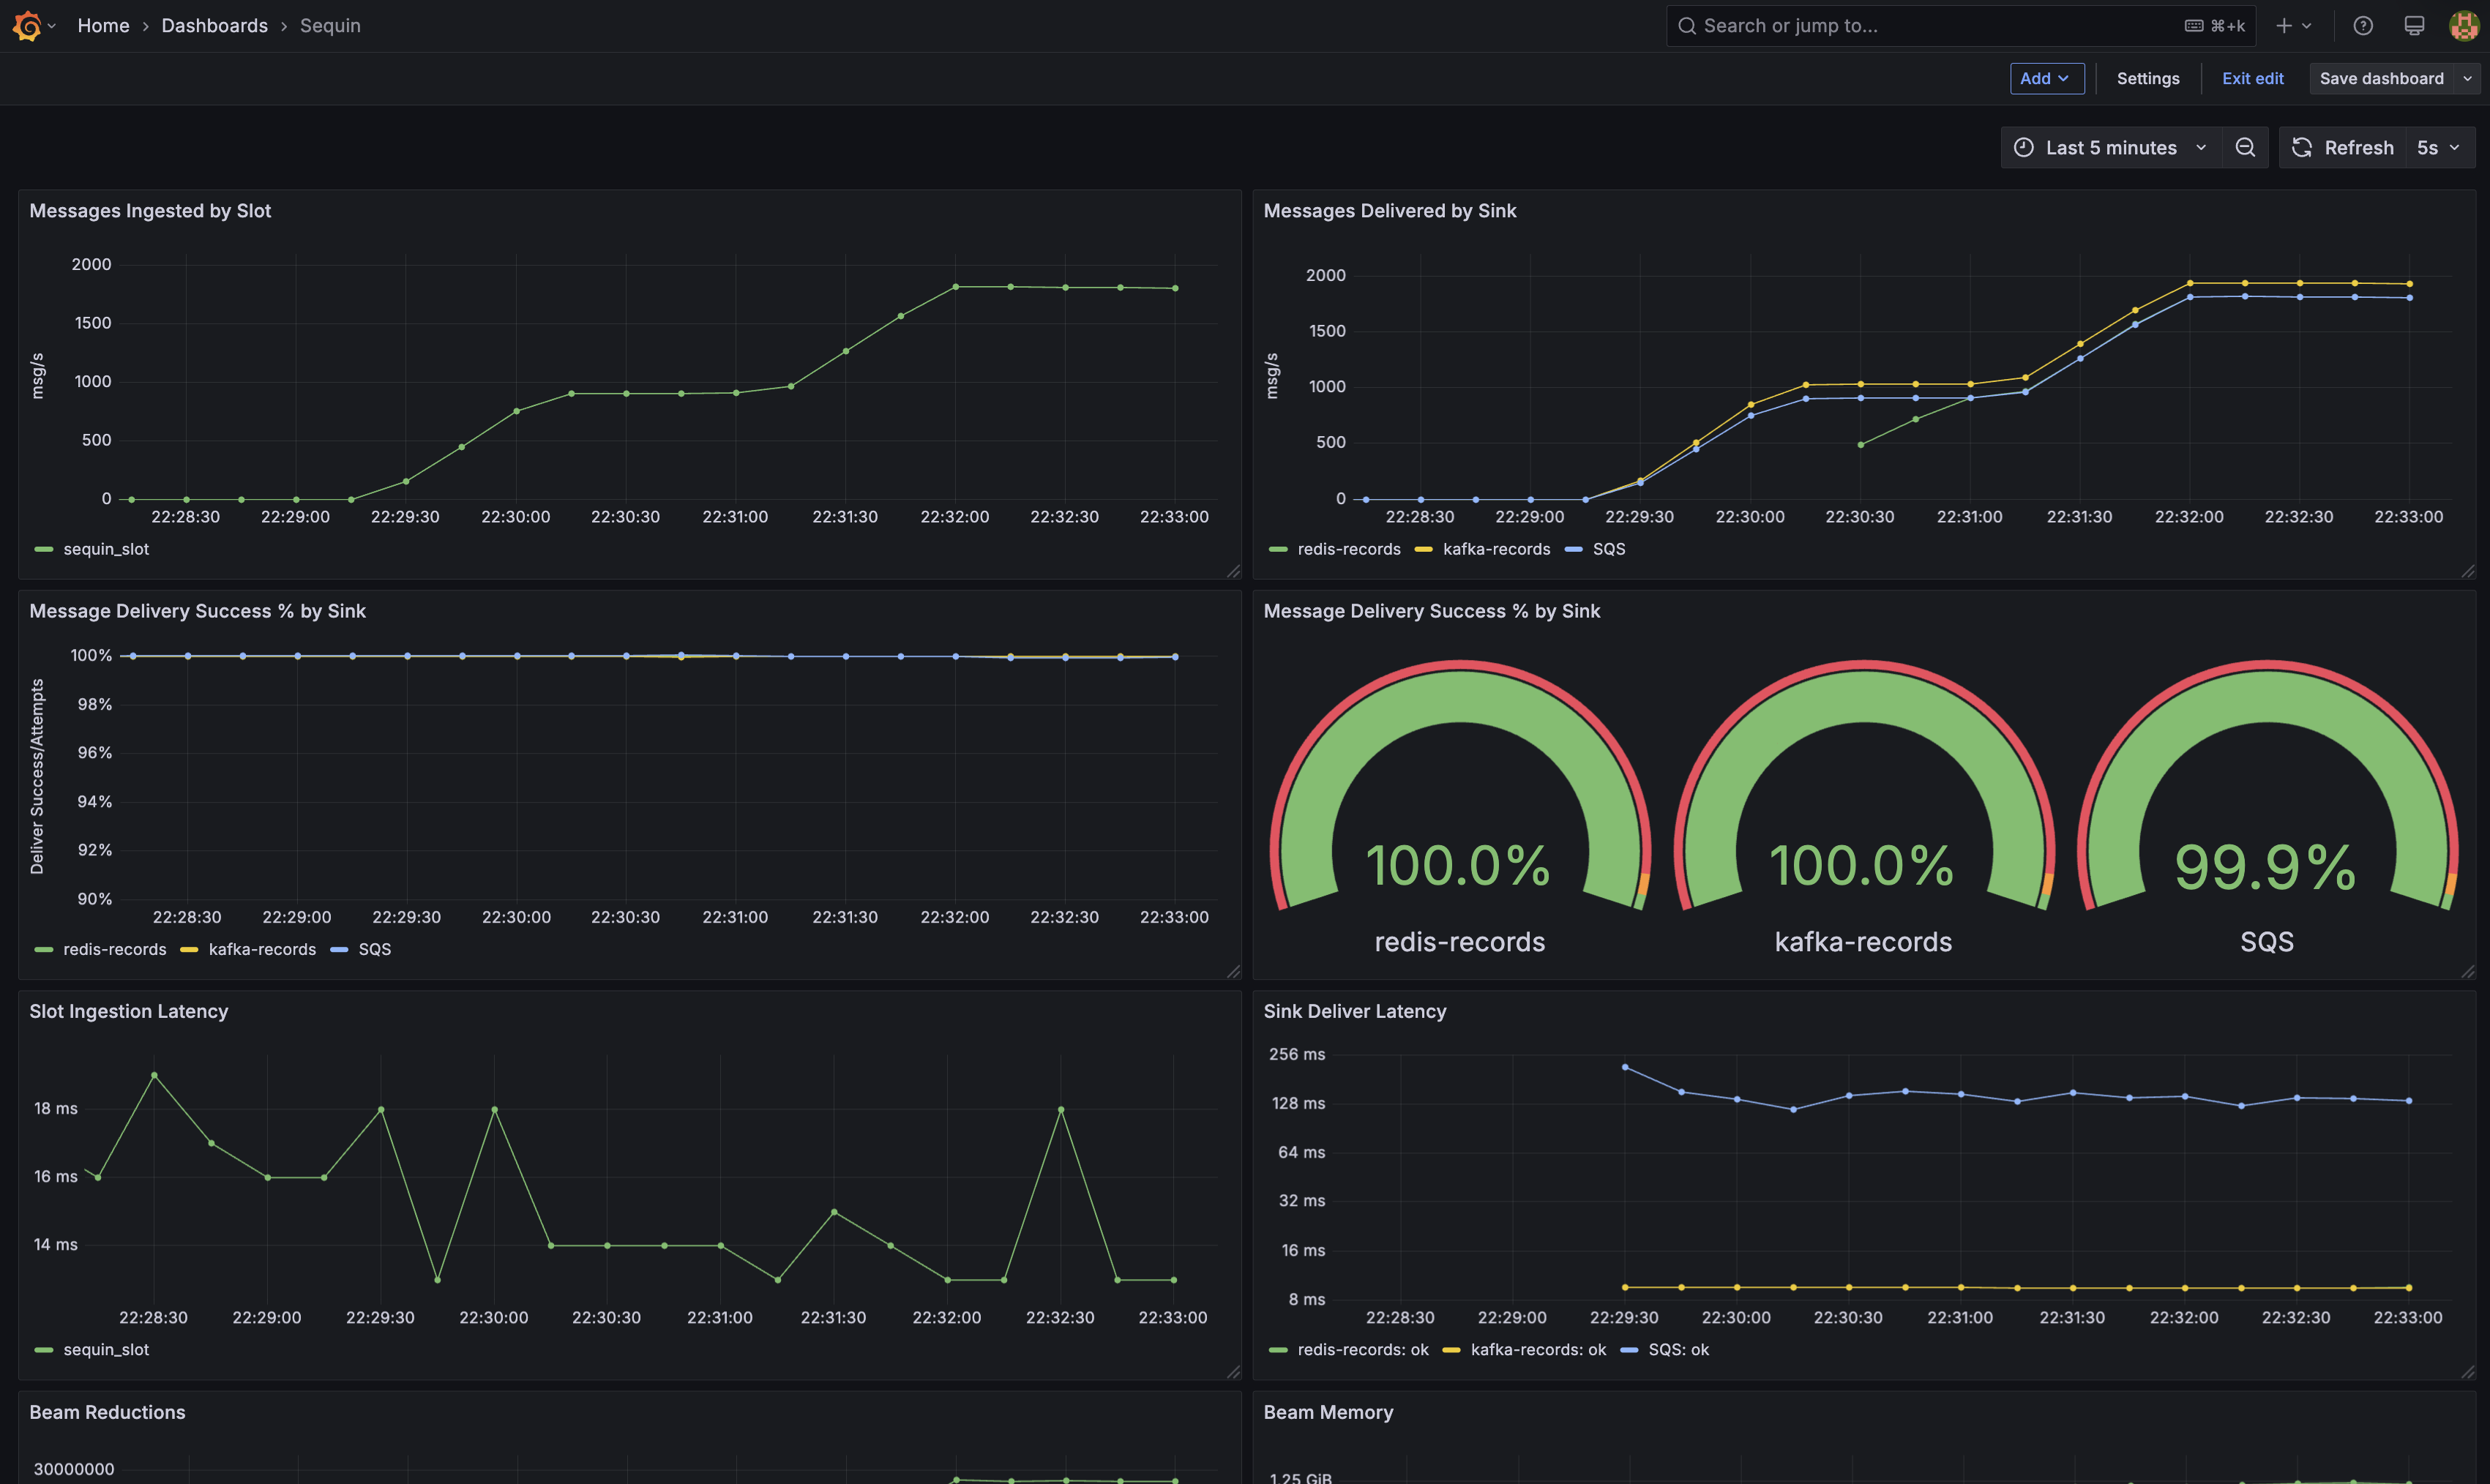 Home › Dashboards › Sequin
Search or jump to... ⌘+k
Add Settings Exit edit Save dashboard
Last 5 minutes Refresh 5s
Messages Ingested by Slot
msg/s
2000
1500
1000
500
0
22:28:30 22:29:00 22:29:30 22:30:00 22:30:30 22:31:00 22:31:30 22:32:00 22:32:30 22:33:00
sequin_slot
Messages Delivered by Sink
msg/s
2000
1500
1000
500
0
22:28:30 22:29:00 22:29:30 22:30:00 22:30:30 22:31:00 22:31:30 22:32:00 22:32:30 22:33:00
redis-records kafka-records SQS
Message Delivery Success % by Sink
Deliver Success/Attempts
100%
98%
96%
94%
92%
90%
22:28:30 22:29:00 22:29:30 22:30:00 22:30:30 22:31:00 22:31:30 22:32:00 22:32:30 22:33:00
redis-records kafka-records SQS
Message Delivery Success % by Sink
100.0% 100.0% 99.9%
redis-records kafka-records SQS
Slot Ingestion Latency
18 ms
16 ms
14 ms
22:28:30 22:29:00 22:29:30 22:30:00 22:30:30 22:31:00 22:31:30 22:32:00 22:32:30 22:33:00
sequin_slot
Sink Deliver Latency
256 ms
128 ms
64 ms
32 ms
16 ms
8 ms
22:28:30 22:29:00 22:29:30 22:30:00 22:30:30 22:31:00 22:31:30 22:32:00 22:32:30 22:33:00
redis-records: ok kafka-records: ok SQS: ok
Beam Reductions
30000000
Beam Memory
1.25 GiB